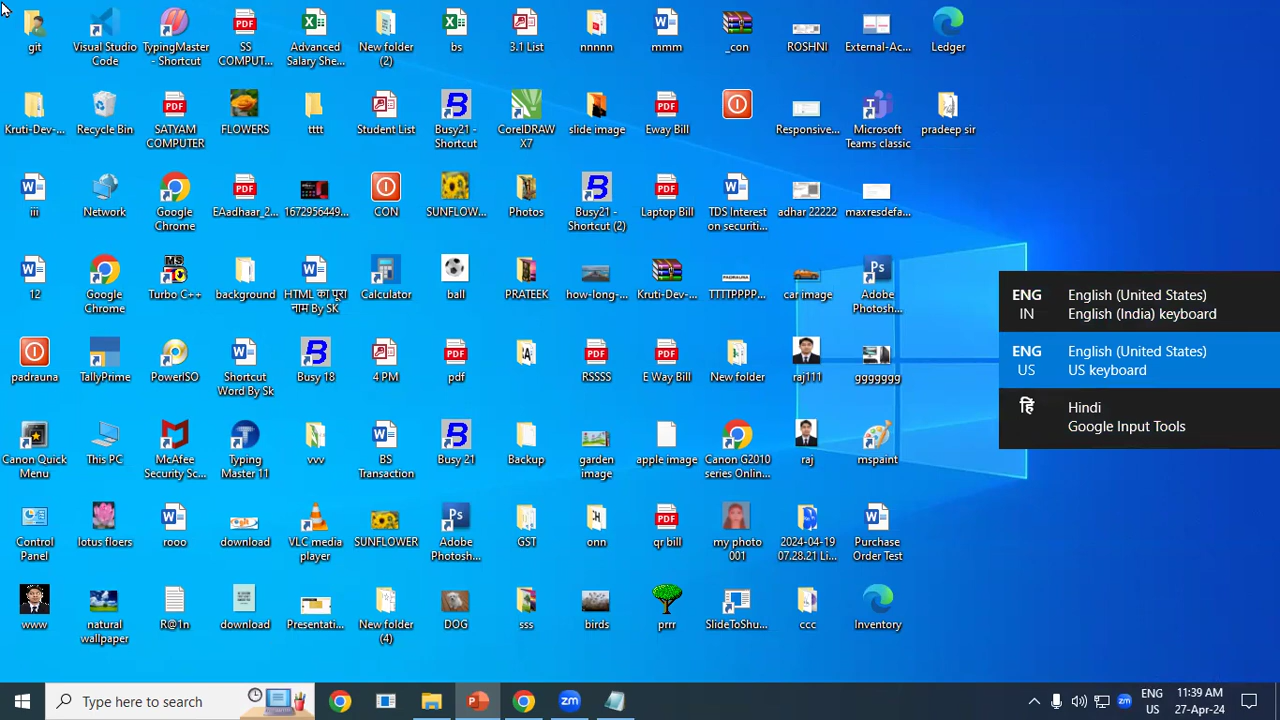 git
Visual Studio
Code
TypingMaster
- Shortcut
SS
COMPUT...
Advanced
Salary She...
New folder
(2)
bs
3.1 List
nnnnn
mmm
_con
ROSHNI
External-Ac...
Ledger
Kruti-Dev-...
Recycle Bin
SATYAM
COMPUTER
FLOWERS
tttt
Student List
Busy21 -
Shortcut
CorelDRAW
X7
slide image
Eway Bill
Responsive...
Microsoft
Teams classic
pradeep sir
iii
Network
Google
Chrome
EAadhaar_2...
1672956449...
CON
SUNFLOW...
Photos
Busy21 -
Shortcut (2)
Laptop Bill
TDS Interest
on securiti...
adhar 22222
maxresdefa...
12
Google
Chrome
Turbo C++
background
HTML का पूरा
नाम By SK
Calculator
ball
PRATEEK
how-long-...
Kruti-Dev-...
TTTTPPPP...
car image
Adobe
Photosh...
padrauna
TallyPrime
PowerISO
Shortcut
Word By Sk
Busy 18
4 PM
pdf
RSSSS
E Way Bill
New folder
raj111
ggggggg
Canon Quick
Menu
This PC
McAfee
Security Sc...
Typing
Master 11
vvv
BS
Transaction
Busy 21
Backup
garden
image
apple image
Canon G2010
series Onlin...
raj
mspaint
Control
Panel
lotus floers
rooo
download
VLC media
player
SUNFLOWER
Adobe
Photosh...
GST
onn
qr bill
my photo
001
2024-04-19
07.28.21 Li...
Purchase
Order Test
www
natural
wallpaper
R@1n
download
Presentati...
New folder
(4)
DOG
sss
birds
prrr
SlideToShu...
ccc
Inventory
ENG
IN
English (United States)
English (India) keyboard
ENG
US
English (United States)
US keyboard
हि
Hindi
Google Input Tools
Type here to search
zm
zm
ENG
US
11:39 AM
27-Apr-24